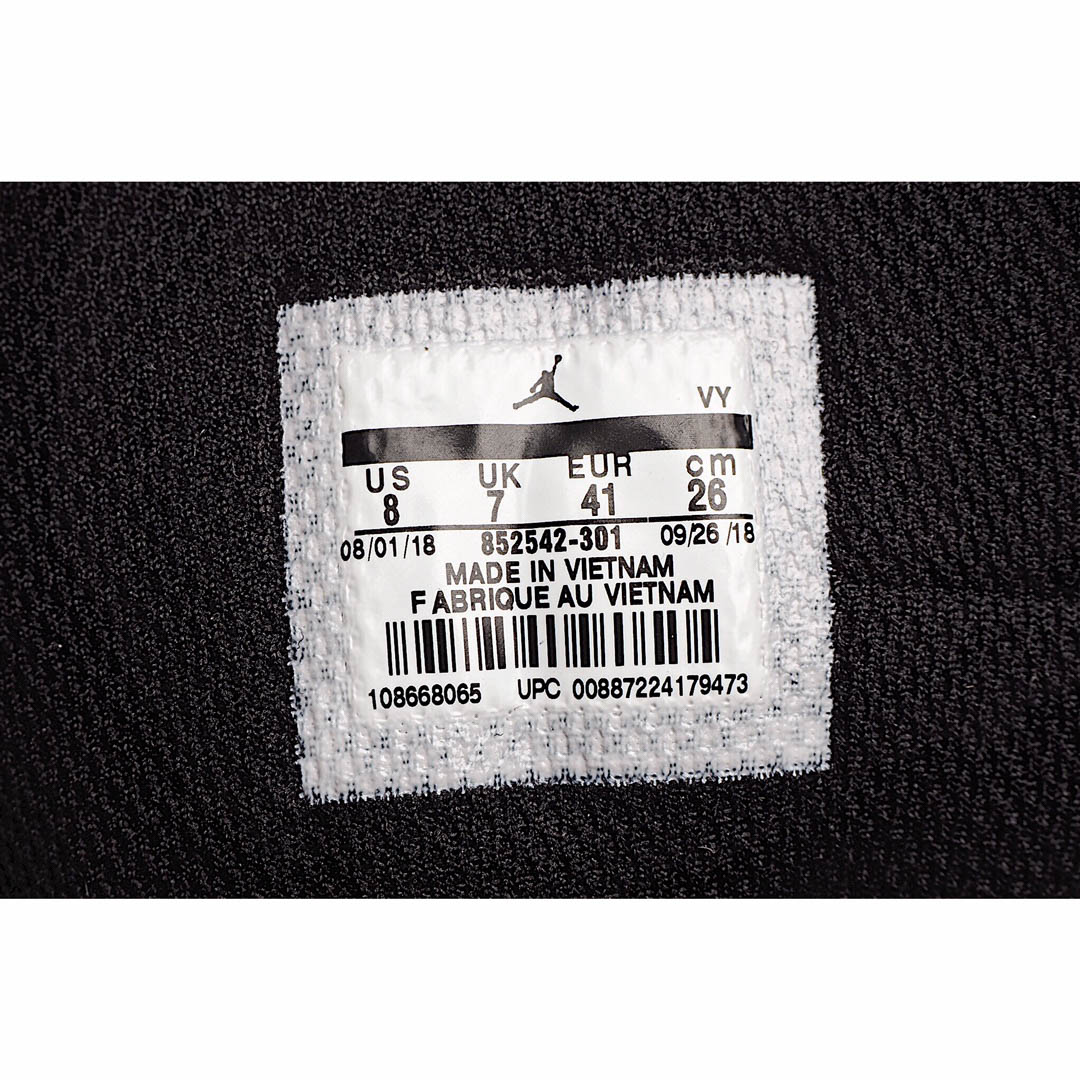 VY
US UK EUR cm
8 7 41 26
08/01/18 852542-301 09/26/18
MADE IN VIETNAM
FABRIQUE AU VIETNAM
108668065 UPC 00887224179473